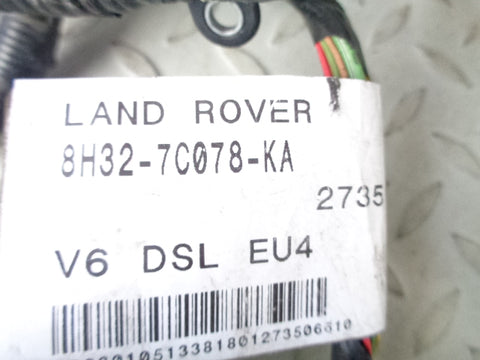 LAND ROVER
8H32-7C078-KA
2735
V6 DSL EU4